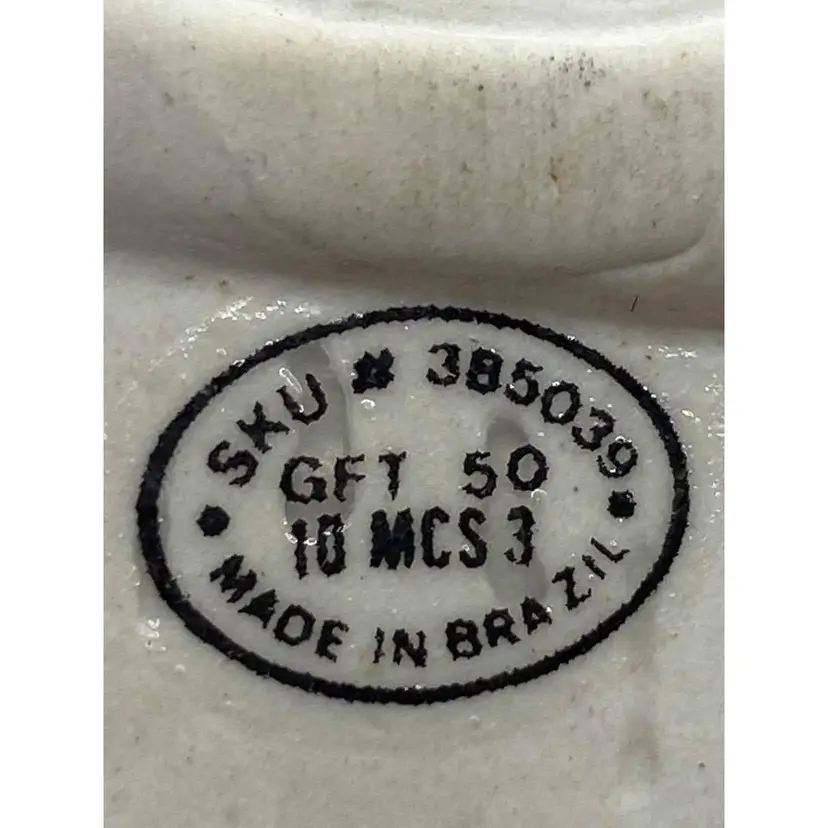 SKU # 385039
GFT 50
10 MCS 3
MADE IN BRAZIL